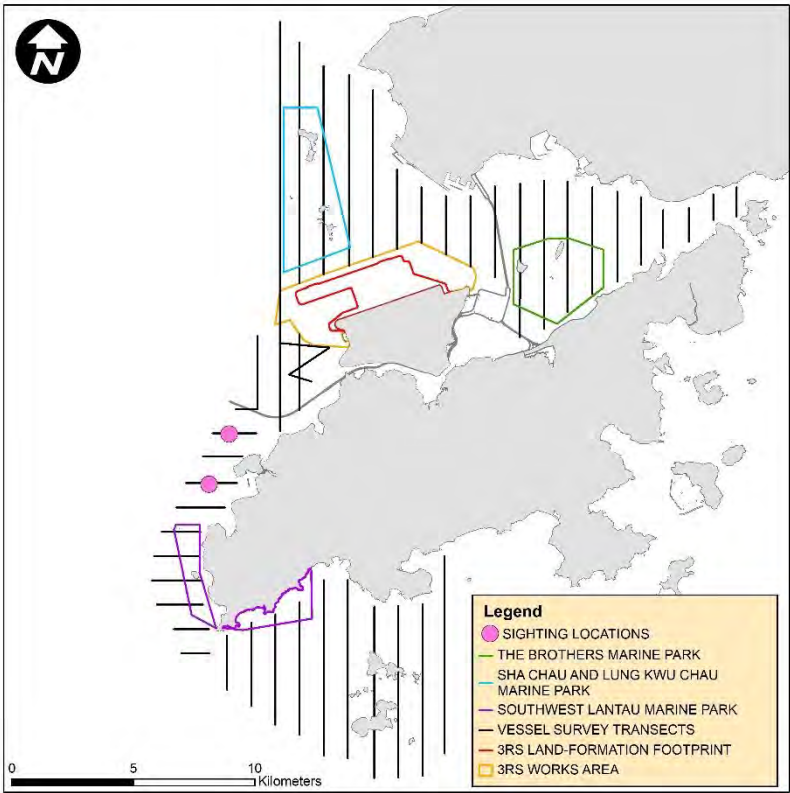 N
Legend
SIGHTING LOCATIONS
THE BROTHERS MARINE PARK
SHA CHAU AND LUNG KWU CHAU
MARINE PARK
SOUTHWEST LANTAU MARINE PARK
VESSEL SURVEY TRANSECTS
3RS LAND-FORMATION FOOTPRINT
3RS WORKS AREA
0 5 10
Kilometers